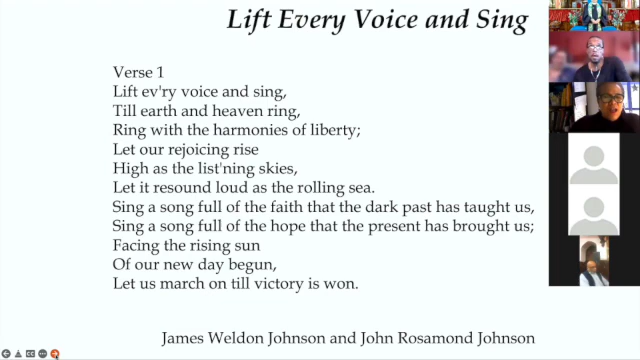 Lift Every Voice and Sing
Verse 1
Lift ev'ry voice and sing,
Till earth and heaven ring,
Ring with the harmonies of liberty;
Let our rejoicing rise
High as the list'ning skies,
Let it resound loud as the rolling sea.
Sing a song full of the faith that the dark past has taught us,
Sing a song full of the hope that the present has brought us;
Facing the rising sun
Of our new day begun,
Let us march on till victory is won.
James Weldon Johnson and John Rosamond Johnson